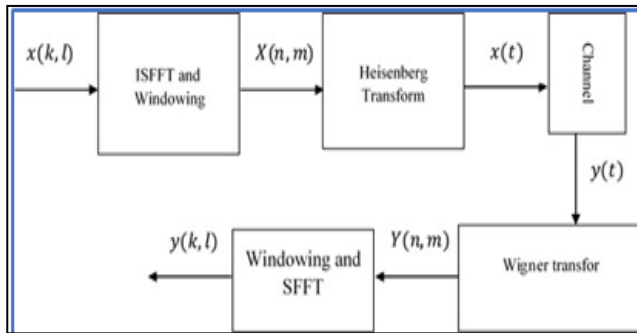 x(k,l)
ISFFT and
Windowing
X(n,m)
Heisenberg
Transform
x(t)
Channel
y(t)
Wigner transfor
Y(n,m)
Windowing and
SFFT
y(k,l)